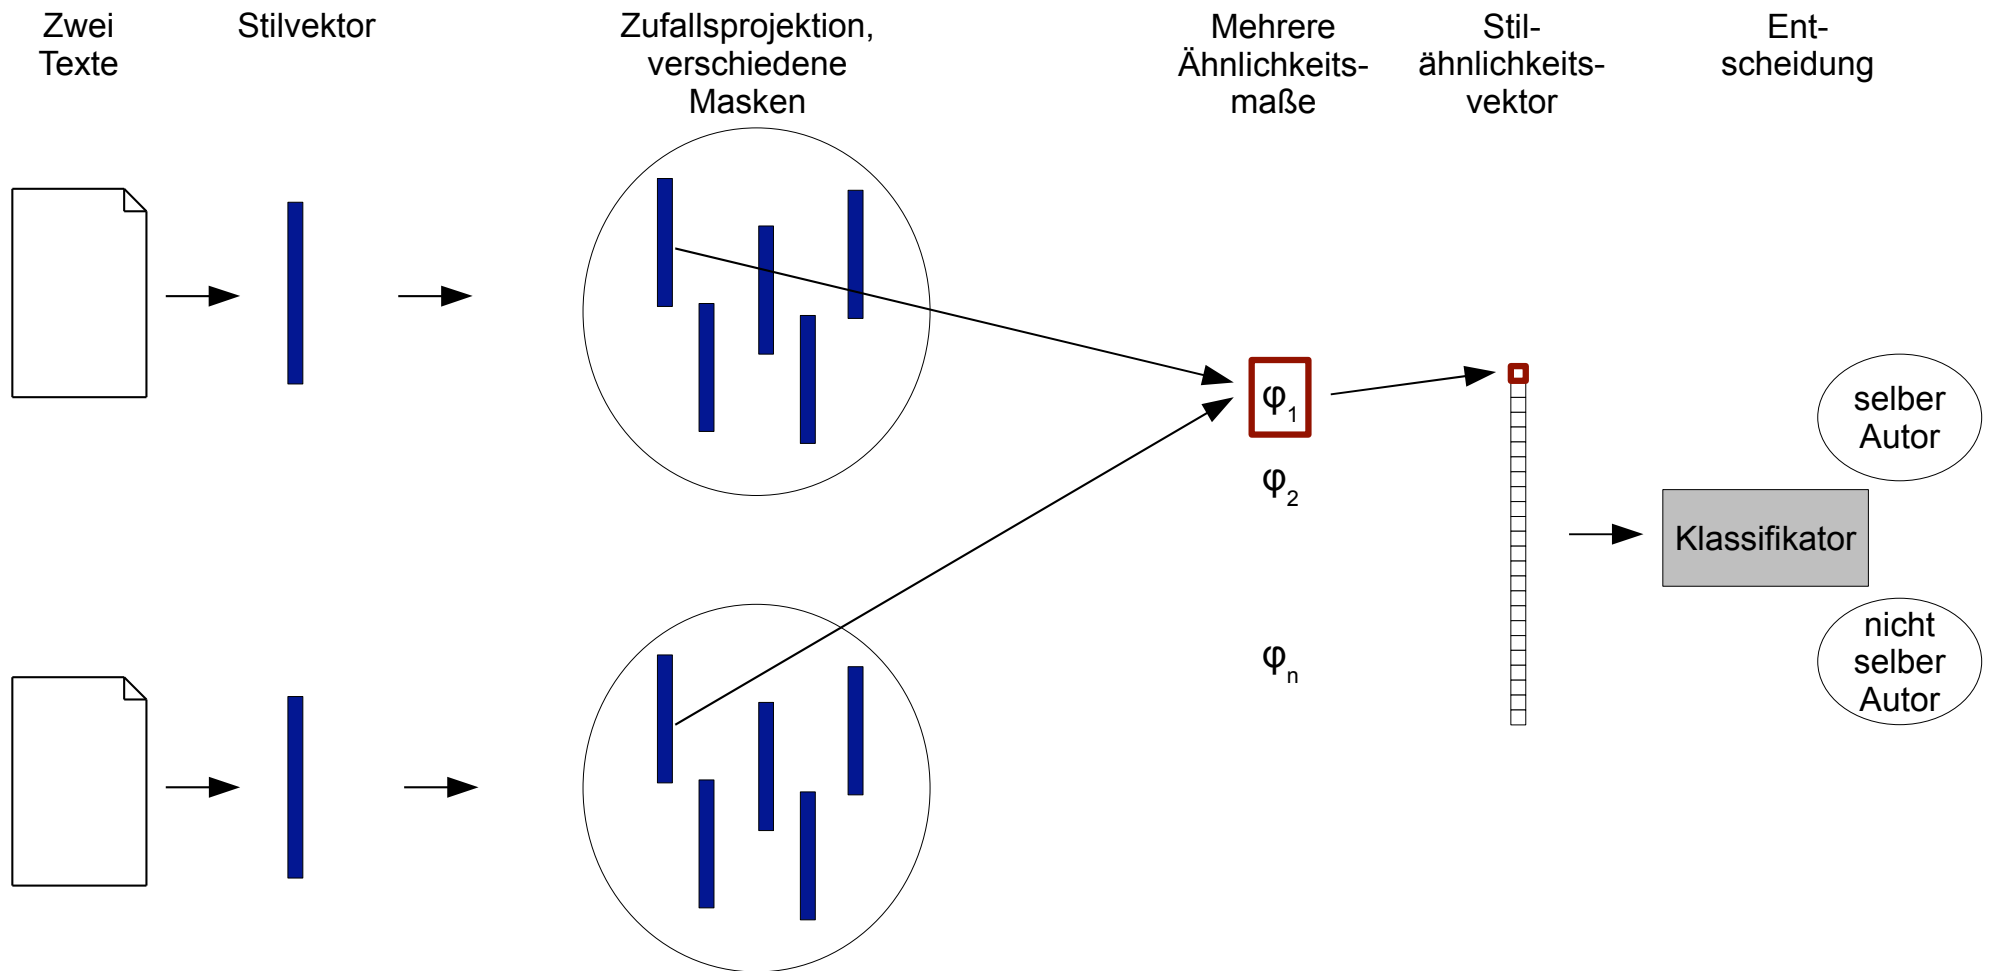 Zwei
Texte
Stilvektor
Zufallsprojektion,
verschiedene
Masken
Mehrere
Ähnlichkeits-
maße
Stil-
ähnlichkeits-
vektor
Ent-
scheidung
φ1
φ2
φn
selber
Autor
Klassifikator
nicht
selber
Autor